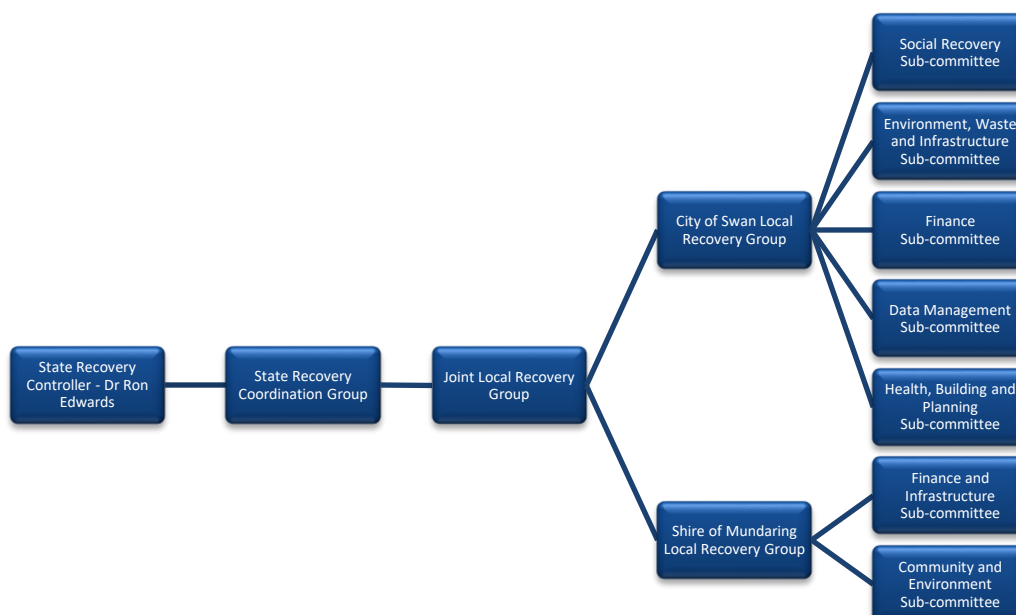 Social Recovery
Sub-committee
Environment, Waste
and Infrastructure
Sub-committee
City of Swan Local
Recovery Group
Finance
Sub-committee
Data Management
Sub-committee
State Recovery
Controller - Dr Ron
Edwards
State Recovery
Coordination Group
Joint Local Recovery
Group
Health, Building and
Planning
Sub-committee
Finance and
Infrastructure
Sub-committee
Shire of Mundaring
Local Recovery Group
Community and
Environment
Sub-committee